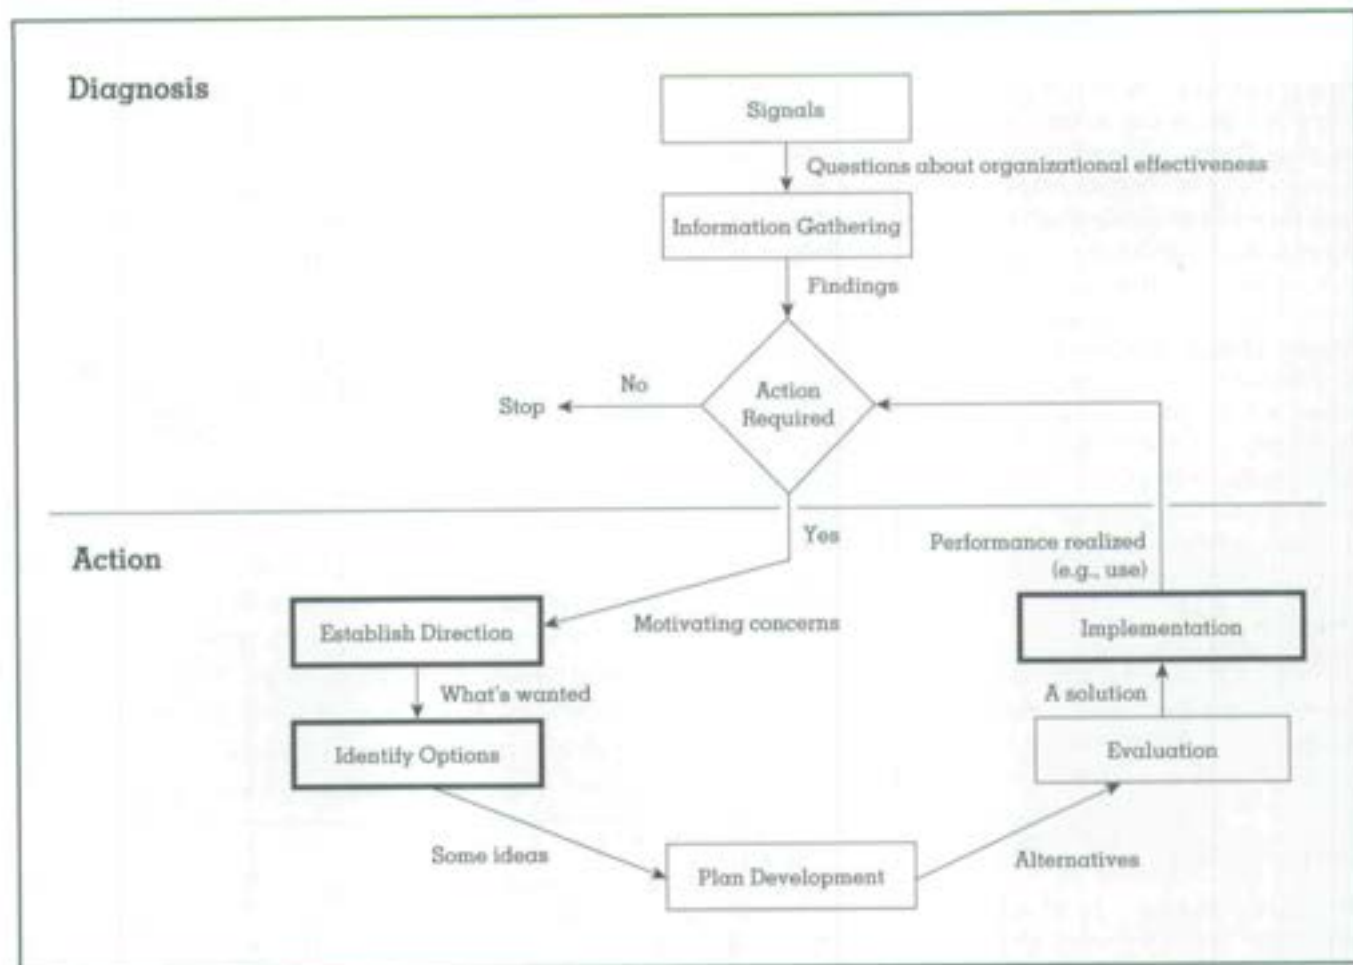 Diagnosis
Signals
Questions about organizational effectiveness
Information Gathering
Findings
No
Stop
Action
Required
Yes
Performance realized
(e.g., use)
Action
Establish Direction
Motivating concerns
Implementation
What's wanted
A solution
Identify Options
Evaluation
Some ideas
Plan Development
Alternatives